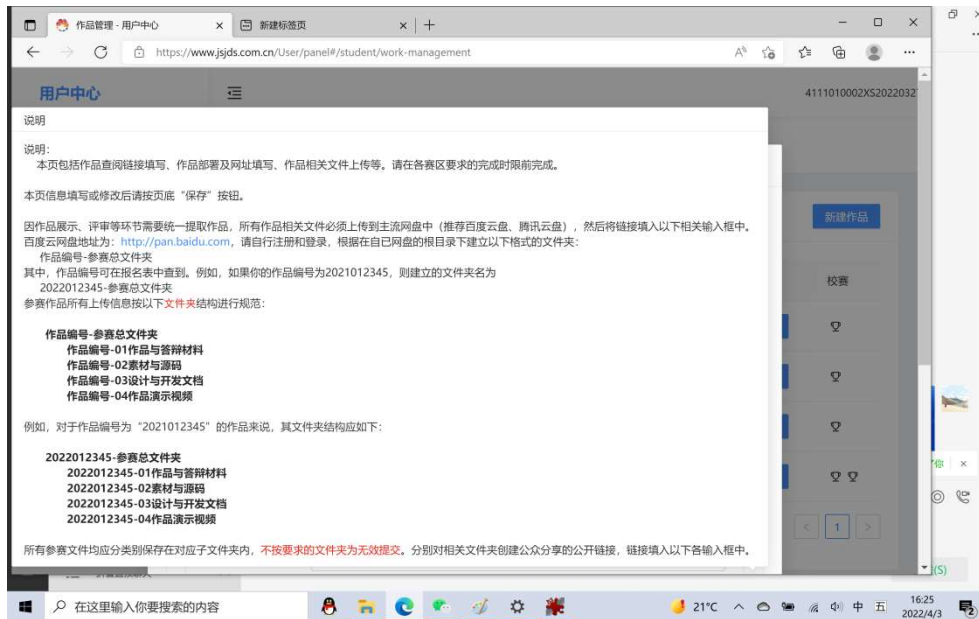 作品管理 - 用户中心
新建标签页
https://www.jsjds.com.cn/User/panel#/student/work-management
用户中心
4111010002XS2022032
说明
说明：
本页包括作品查阅链接填写、作品部署及网址填写、作品相关文件上传等。请在各赛区要求的完成时限前完成。
本页信息填写或修改后请按页底“保存”按钮。
因作品展示、评审等环节需要统一提取作品，所有作品相关文件必须上传到主流网盘中（推荐百度云盘、腾讯云盘），然后将链接填入以下相关输入框中。
百度云网盘地址为：http://pan.baidu.com，请自行注册和登录，根据在自己网盘的根目录下建立以下格式的文件夹：
作品编号-参赛总文件夹
其中，作品编号可在报名表中查到。例如，如果你的作品编号为2021012345，则建立的文件夹名为
2022012345-参赛总文件夹
参赛作品所有上传信息按以下文件夹结构进行规范：
作品编号-参赛总文件夹
作品编号-01作品与答辩材料
作品编号-02素材与源码
作品编号-03设计与开发文档
作品编号-04作品演示视频
例如，对于作品编号为“2021012345”的作品来说，其文件夹结构应如下：
2022012345-参赛总文件夹
2022012345-01作品与答辩材料
2022012345-02素材与源码
2022012345-03设计与开发文档
2022012345-04作品演示视频
所有参赛文件均应分类别保存在对应子文件夹内，不按要求的文件夹为无效提交。分别对相关文件夹创建公众分享的公开链接，链接填入以下各输入框中。
新建作品
校赛
1
(S)
在这里输入你要搜索的内容
21°C
中
五
16:25
2022/4/3
2